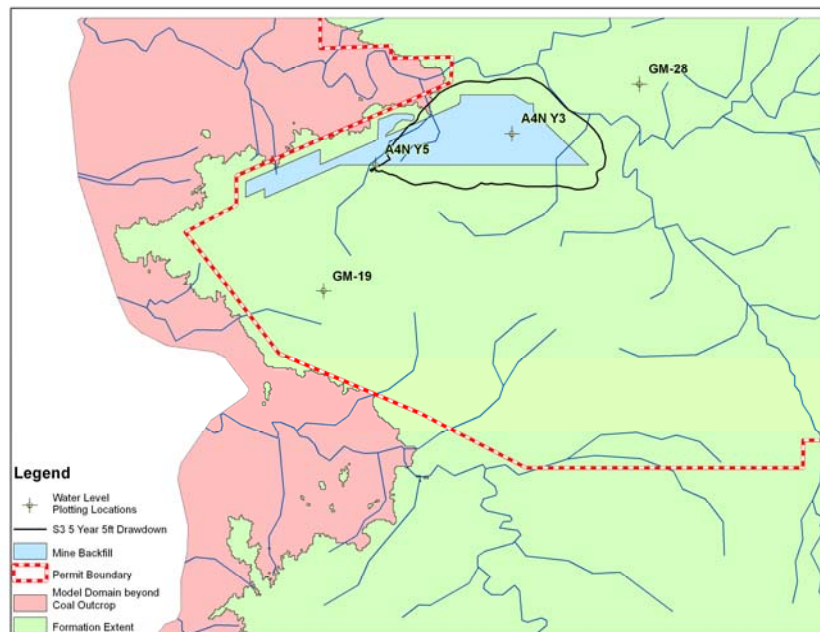 GM-28
A4N Y3
A4N Y5
GM-19
Legend
Water Level
Plotting Locations
S3 5 Year 5ft Drawdown
Mine Backfill
Permit Boundary
Model Domain beyond
Coal Outcrop
Formation Extent